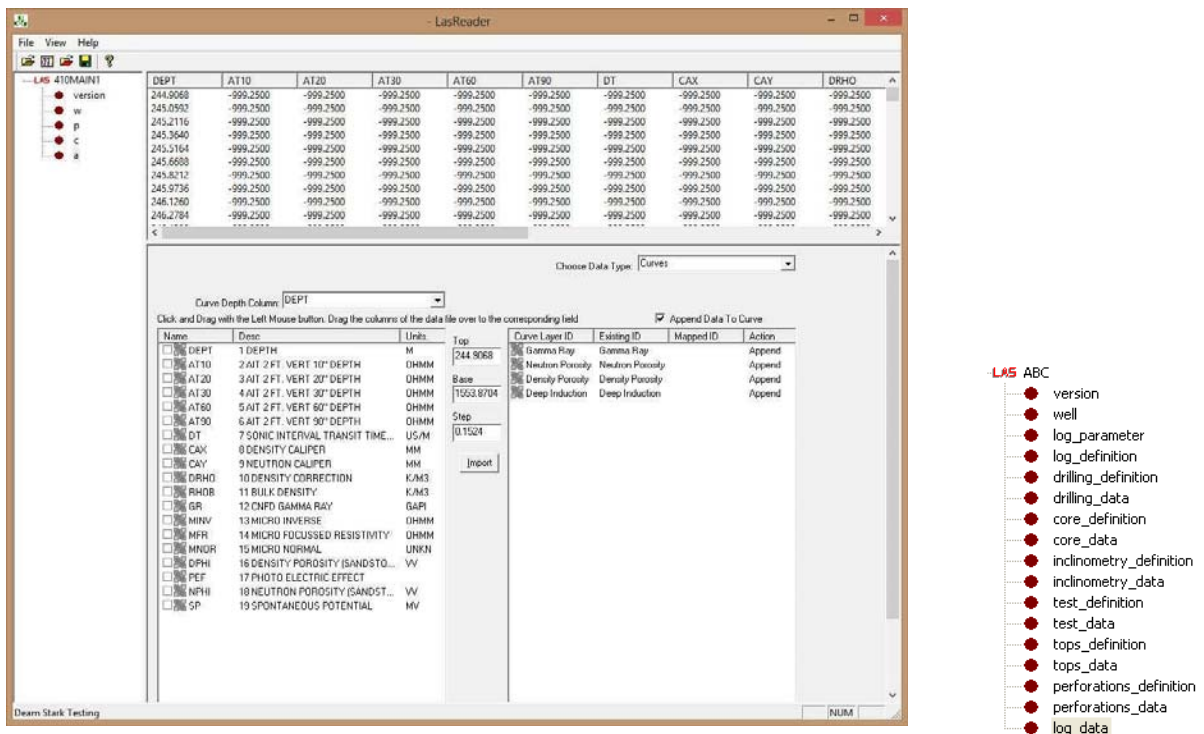 - LasReader
File View Help
LAS 410MAIN1
version
w
p
c
a
DEPT AT10 AT20 AT30 AT60 AT90 DT CAX CAY DRHO
244.9068 -999.2500 -999.2500 -999.2500 -999.2500 -999.2500 -999.2500 -999.2500 -999.2500 -999.2500
245.0592 -999.2500 -999.2500 -999.2500 -999.2500 -999.2500 -999.2500 -999.2500 -999.2500 -999.2500
245.2116 -999.2500 -999.2500 -999.2500 -999.2500 -999.2500 -999.2500 -999.2500 -999.2500 -999.2500
245.3640 -999.2500 -999.2500 -999.2500 -999.2500 -999.2500 -999.2500 -999.2500 -999.2500 -999.2500
245.5164 -999.2500 -999.2500 -999.2500 -999.2500 -999.2500 -999.2500 -999.2500 -999.2500 -999.2500
245.6688 -999.2500 -999.2500 -999.2500 -999.2500 -999.2500 -999.2500 -999.2500 -999.2500 -999.2500
245.8212 -999.2500 -999.2500 -999.2500 -999.2500 -999.2500 -999.2500 -999.2500 -999.2500 -999.2500
245.9736 -999.2500 -999.2500 -999.2500 -999.2500 -999.2500 -999.2500 -999.2500 -999.2500 -999.2500
246.1260 -999.2500 -999.2500 -999.2500 -999.2500 -999.2500 -999.2500 -999.2500 -999.2500 -999.2500
246.2784 -999.2500 -999.2500 -999.2500 -999.2500 -999.2500 -999.2500 -999.2500 -999.2500 -999.2500
Choose Data Type: Curves
Curve Depth Column: DEPT
Click and Drag with the Left Mouse button. Drag the columns of the data file over to the corresponding field
Append Data To Curve
Name Desc Units
DEPT 1 DEPTH M
AT10 2 AIT 2 FT. VERT 10" DEPTH OHMM
AT20 3 AIT 2 FT. VERT 20" DEPTH OHMM
AT30 4 AIT 2 FT. VERT 30" DEPTH OHMM
AT60 5 AIT 2 FT. VERT 60" DEPTH OHMM
AT90 6 AIT 2 FT. VERT 90" DEPTH OHMM
DT 7 SONIC INTERVAL TRANSIT TIME... US/M
CAX 8 DENSITY CALIPER MM
CAY 9 NEUTRON CALIPER MM
DRHO 10 DENSITY CORRECTION K/M3
RHOB 11 BULK DENSITY K/M3
GR 12 CNFD GAMMA RAY GAPI
MINV 13 MICRO INVERSE OHMM
MFR 14 MICRO FOCUSSED RESISTIVITY OHMM
MNOR 15 MICRO NORMAL UNKN
DPHI 16 DENSITY POROSITY (SANDSTO... VV
PEF 17 PHOTO ELECTRIC EFFECT
NPHI 18 NEUTRON POROSITY (SANDST... VV
SP 19 SPONTANEOUS POTENTIAL MV
Top
244.9068
Base
1553.8704
Step
0.1524
Import
Curve Layer ID Existing ID Mapped ID Action
Gamma Ray Gamma Ray Append
Neutron Porosity Neutron Porosity Append
Density Porosity Density Porosity Append
Deep Induction Deep Induction Append
Dearn Stark Testing
NUM
LAS ABC
version
well
log_parameter
log_definition
drilling_definition
drilling_data
core_definition
core_data
inclinometry_definition
inclinometry_data
test_definition
test_data
tops_definition
tops_data
perforations_definition
perforations_data
log_data